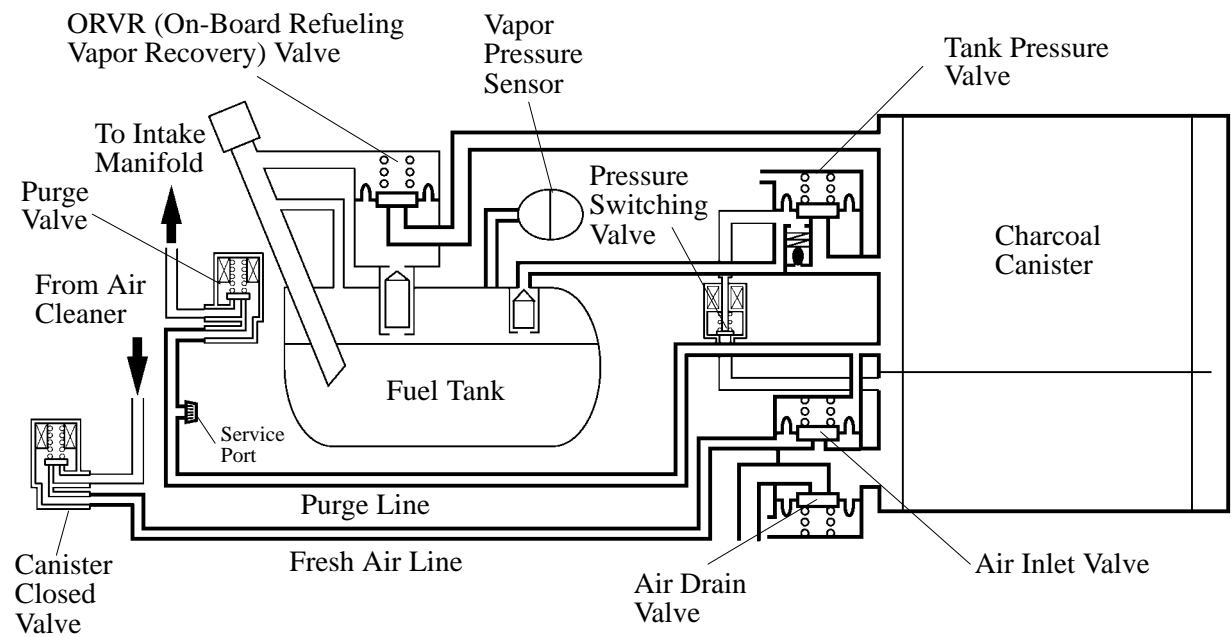 ORVR (On-Board Refueling
Vapor Recovery) Valve
Vapor
Pressure
Sensor
Tank Pressure
Valve
To Intake
Manifold
Purge
Valve
Pressure
Switching
Valve
Charcoal
Canister
From Air
Cleaner
Fuel Tank
Service
Port
Purge Line
Fresh Air Line
Canister
Closed
Valve
Air Drain
Valve
Air Inlet Valve